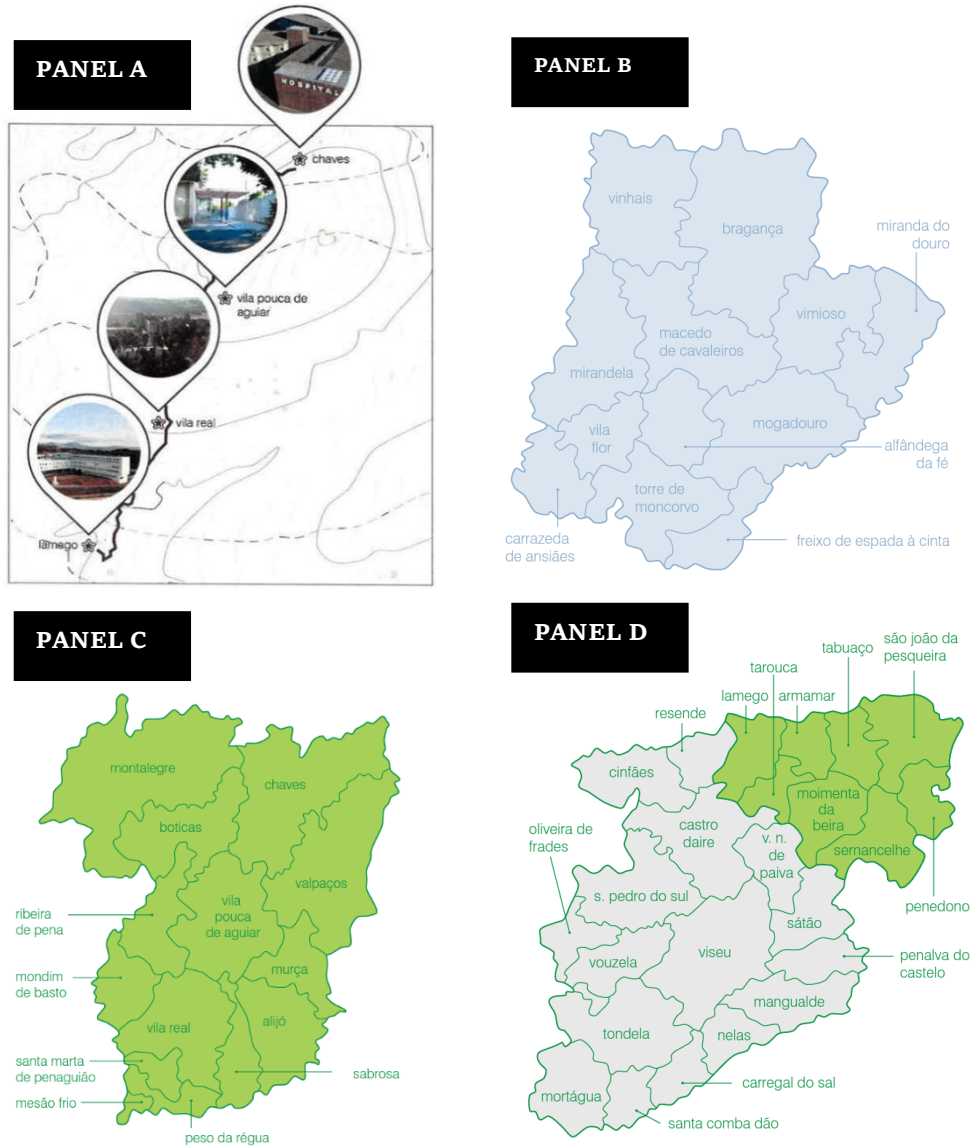 PANEL A
HOSPITAL
chaves
vila pouca de
aguiar
vila real
lamego
PANEL B
vinhais
bragança
miranda do
douro
vimioso
macedo
de cavaleiros
mirandela
mogadouro
vila
flor
alfândega
da fé
torre de
moncorvo
carrazeda
de ansiães
freixo de espada à cinta
PANEL C
montalegre
chaves
boticas
valpaços
vila
pouca
de aguiar
ribeira
de pena
murça
mondim
de basto
vila real
alijó
santa marta
de penaguião
sabrosa
mesão frio
peso da régua
PANEL D
são joão da
pesqueira
tabuaço
tarouca
lamego
armamar
resende
cinfães
moimenta
da
beira
castro
daire
oliveira de
frades
v. n.
de
paiva
sernancelhe
s. pedro do sul
penedono
sátão
viseu
vouzela
penalva do
castelo
mangualde
tondela
nelas
carregal do sal
mortágua
santa comba dão